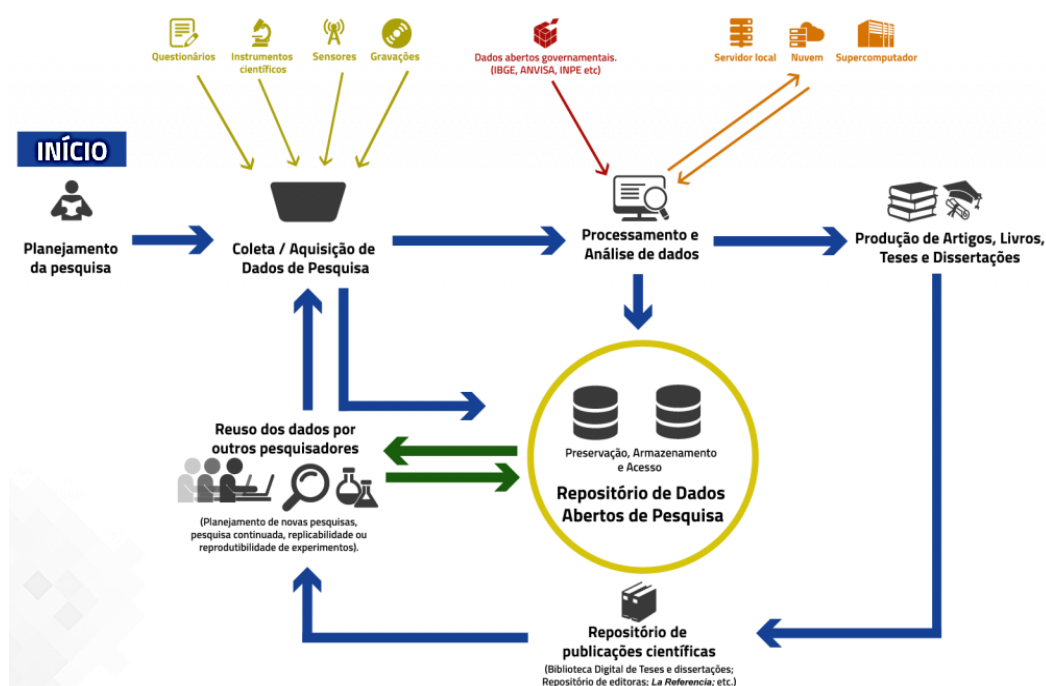 Questionários
Instrumentos
científicos
Sensores
Gravações
Dados abertos governamentais.
(IBGE, ANVISA, INPE etc)
Servidor local
Nuvem
Supercomputador
INÍCIO
Planejamento
da pesquisa
Coleta / Aquisição de
Dados de Pesquisa
Processamento e
Análise de dados
Produção de Artigos, Livros,
Teses e Dissertações
Reuso dos dados por
outros pesquisadores
(Planejamento de novas pesquisas,
pesquisa continuada, replicabilidade ou
reprodutibilidade de experimentos).
Preservação, Armazenamento
e Acesso
Repositório de Dados
Abertos de Pesquisa
Repositório de
publicações científicas
(Biblioteca Digital de Teses e dissertações;
Repositório de editoras; La Referencia; etc.)